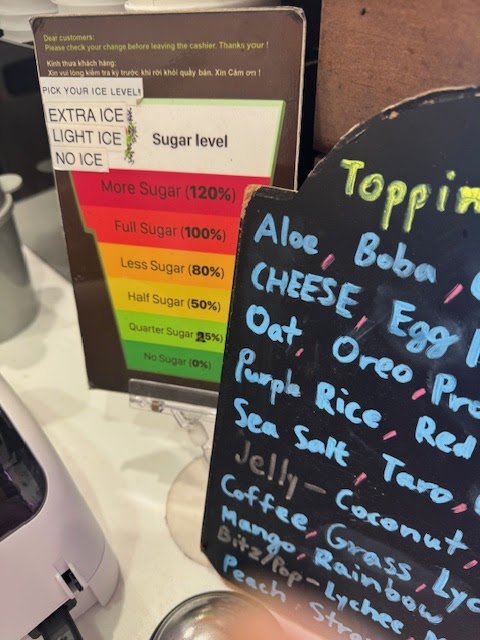 Dear customers:
Please check your change before leaving the cashier. Thanks your !
Kính thưa khách hàng:
Xin vui lòng kiểm tra kỹ trước khi rời khỏi quầy bán. Xin Cảm ơn !
PICK YOUR ICE LEVEL!
EXTRA ICE
LIGHT ICE
NO ICE
Sugar level
More Sugar (120%)
Full Sugar (100%)
Less Sugar (80%)
Half Sugar (50%)
Quarter Sugar 25%)
No Sugar (0%)
Toppin
Aloe, Boba,
CHEESE, Egg
Oat, Oreo, Pro
Purple Rice, Red
Sea Salt, Taro,
Jelly - Coconut
Coffee, Grass, Lyc
Mango, Rainbow
Bitz/Pop - Lychee
Peach, Straw